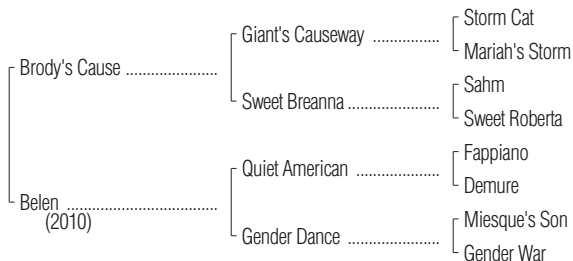 Storm Cat
Giant's Causeway ................
Mariah's Storm
Brody's Cause ......................
Sahm
Sweet Breanna ......................
Sweet Roberta
Fappiano
Quiet American ....................
Demure
Belen ....................................
(2010)
Miesque's Son
Gender Dance ......................
Gender War